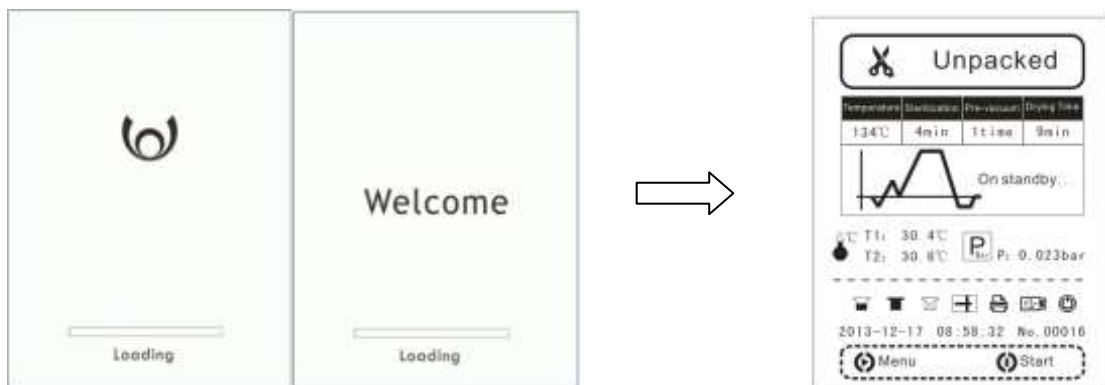 Loading
Welcome
Loading
Unpacked
Temperature Sterilization Pre-vacuum Drying Time
134℃ 4min 1time 9min
On standby...
℃ T1: 30.4℃
T2: 30.6℃
P bar P: 0.023bar
2013-12-17 08:58:32 No.00016
Menu Start